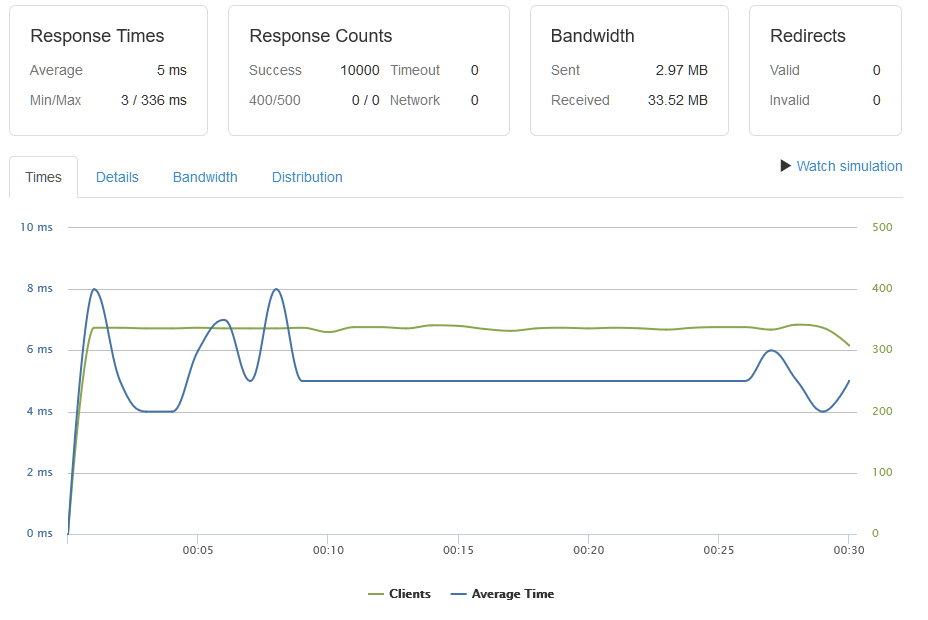 Response Times
Average 5 ms
Min/Max 3 / 336 ms
Response Counts
Success 10000 Timeout 0
400/500 0 / 0 Network 0
Bandwidth
Sent 2.97 MB
Received 33.52 MB
Redirects
Valid 0
Invalid 0
Times Details Bandwidth Distribution
Watch simulation
10 ms 500
8 ms 400
6 ms 300
4 ms 200
2 ms 100
0 ms 0
00:05 00:10 00:15 00:20 00:25 00:30
Clients Average Time